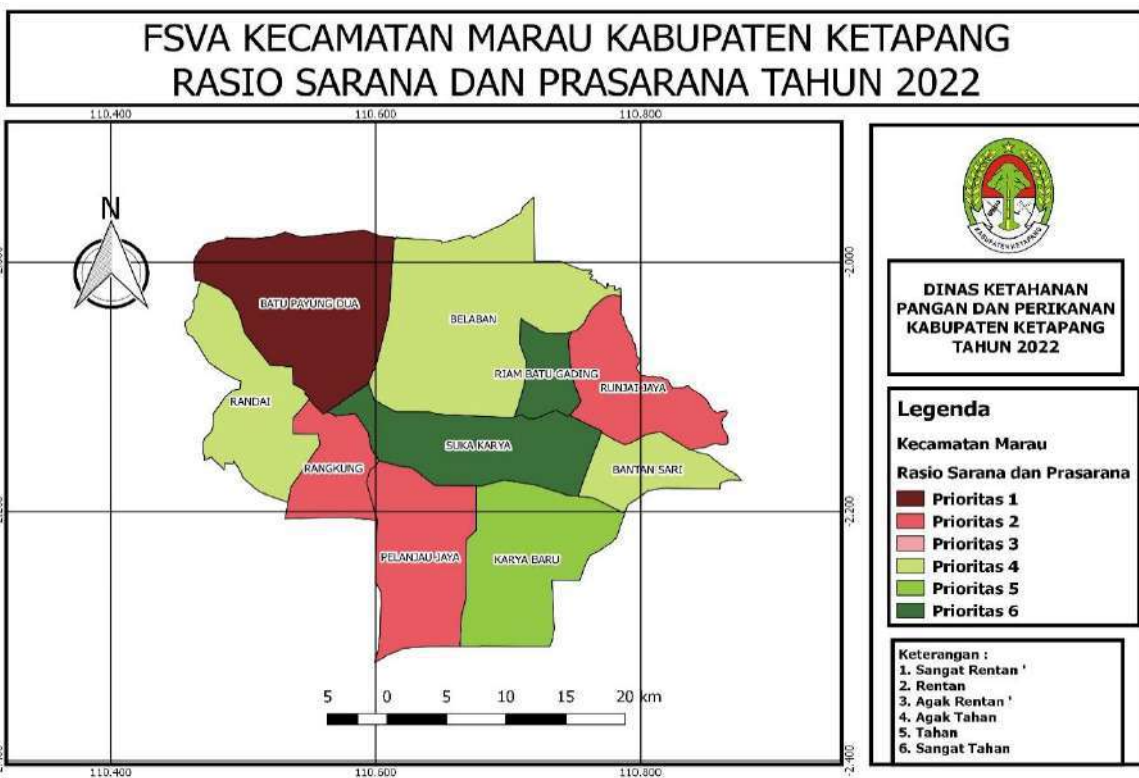 FSVA KECAMATAN MARAU KABUPATEN KETAPANG
RASIO SARANA DAN PRASARANA TAHUN 2022
110.400
110.600
110.800
N
-2.000
BATU PAYUNG DUA
BELABAN
RIAM BATU GADING
RUNJAI JAYA
RANDAI
SUKA KARYA
RANGKUNG
BANTAN SARI
-2.200
PELANJAU JAYA
KARYA BARU
5 0 5 10 15 20 km
-2.400
110.400
110.600
110.800
KABUPATEN KETAPANG
DINAS KETAHANAN
PANGAN DAN PERIKANAN
KABUPATEN KETAPANG
TAHUN 2022
Legenda
Kecamatan Marau
Rasio Sarana dan Prasarana
Prioritas 1
Prioritas 2
Prioritas 3
Prioritas 4
Prioritas 5
Prioritas 6
Keterangan :
1. Sangat Rentan '
2. Rentan
3. Agak Rentan '
4. Agak Tahan
5. Tahan
6. Sangat Tahan